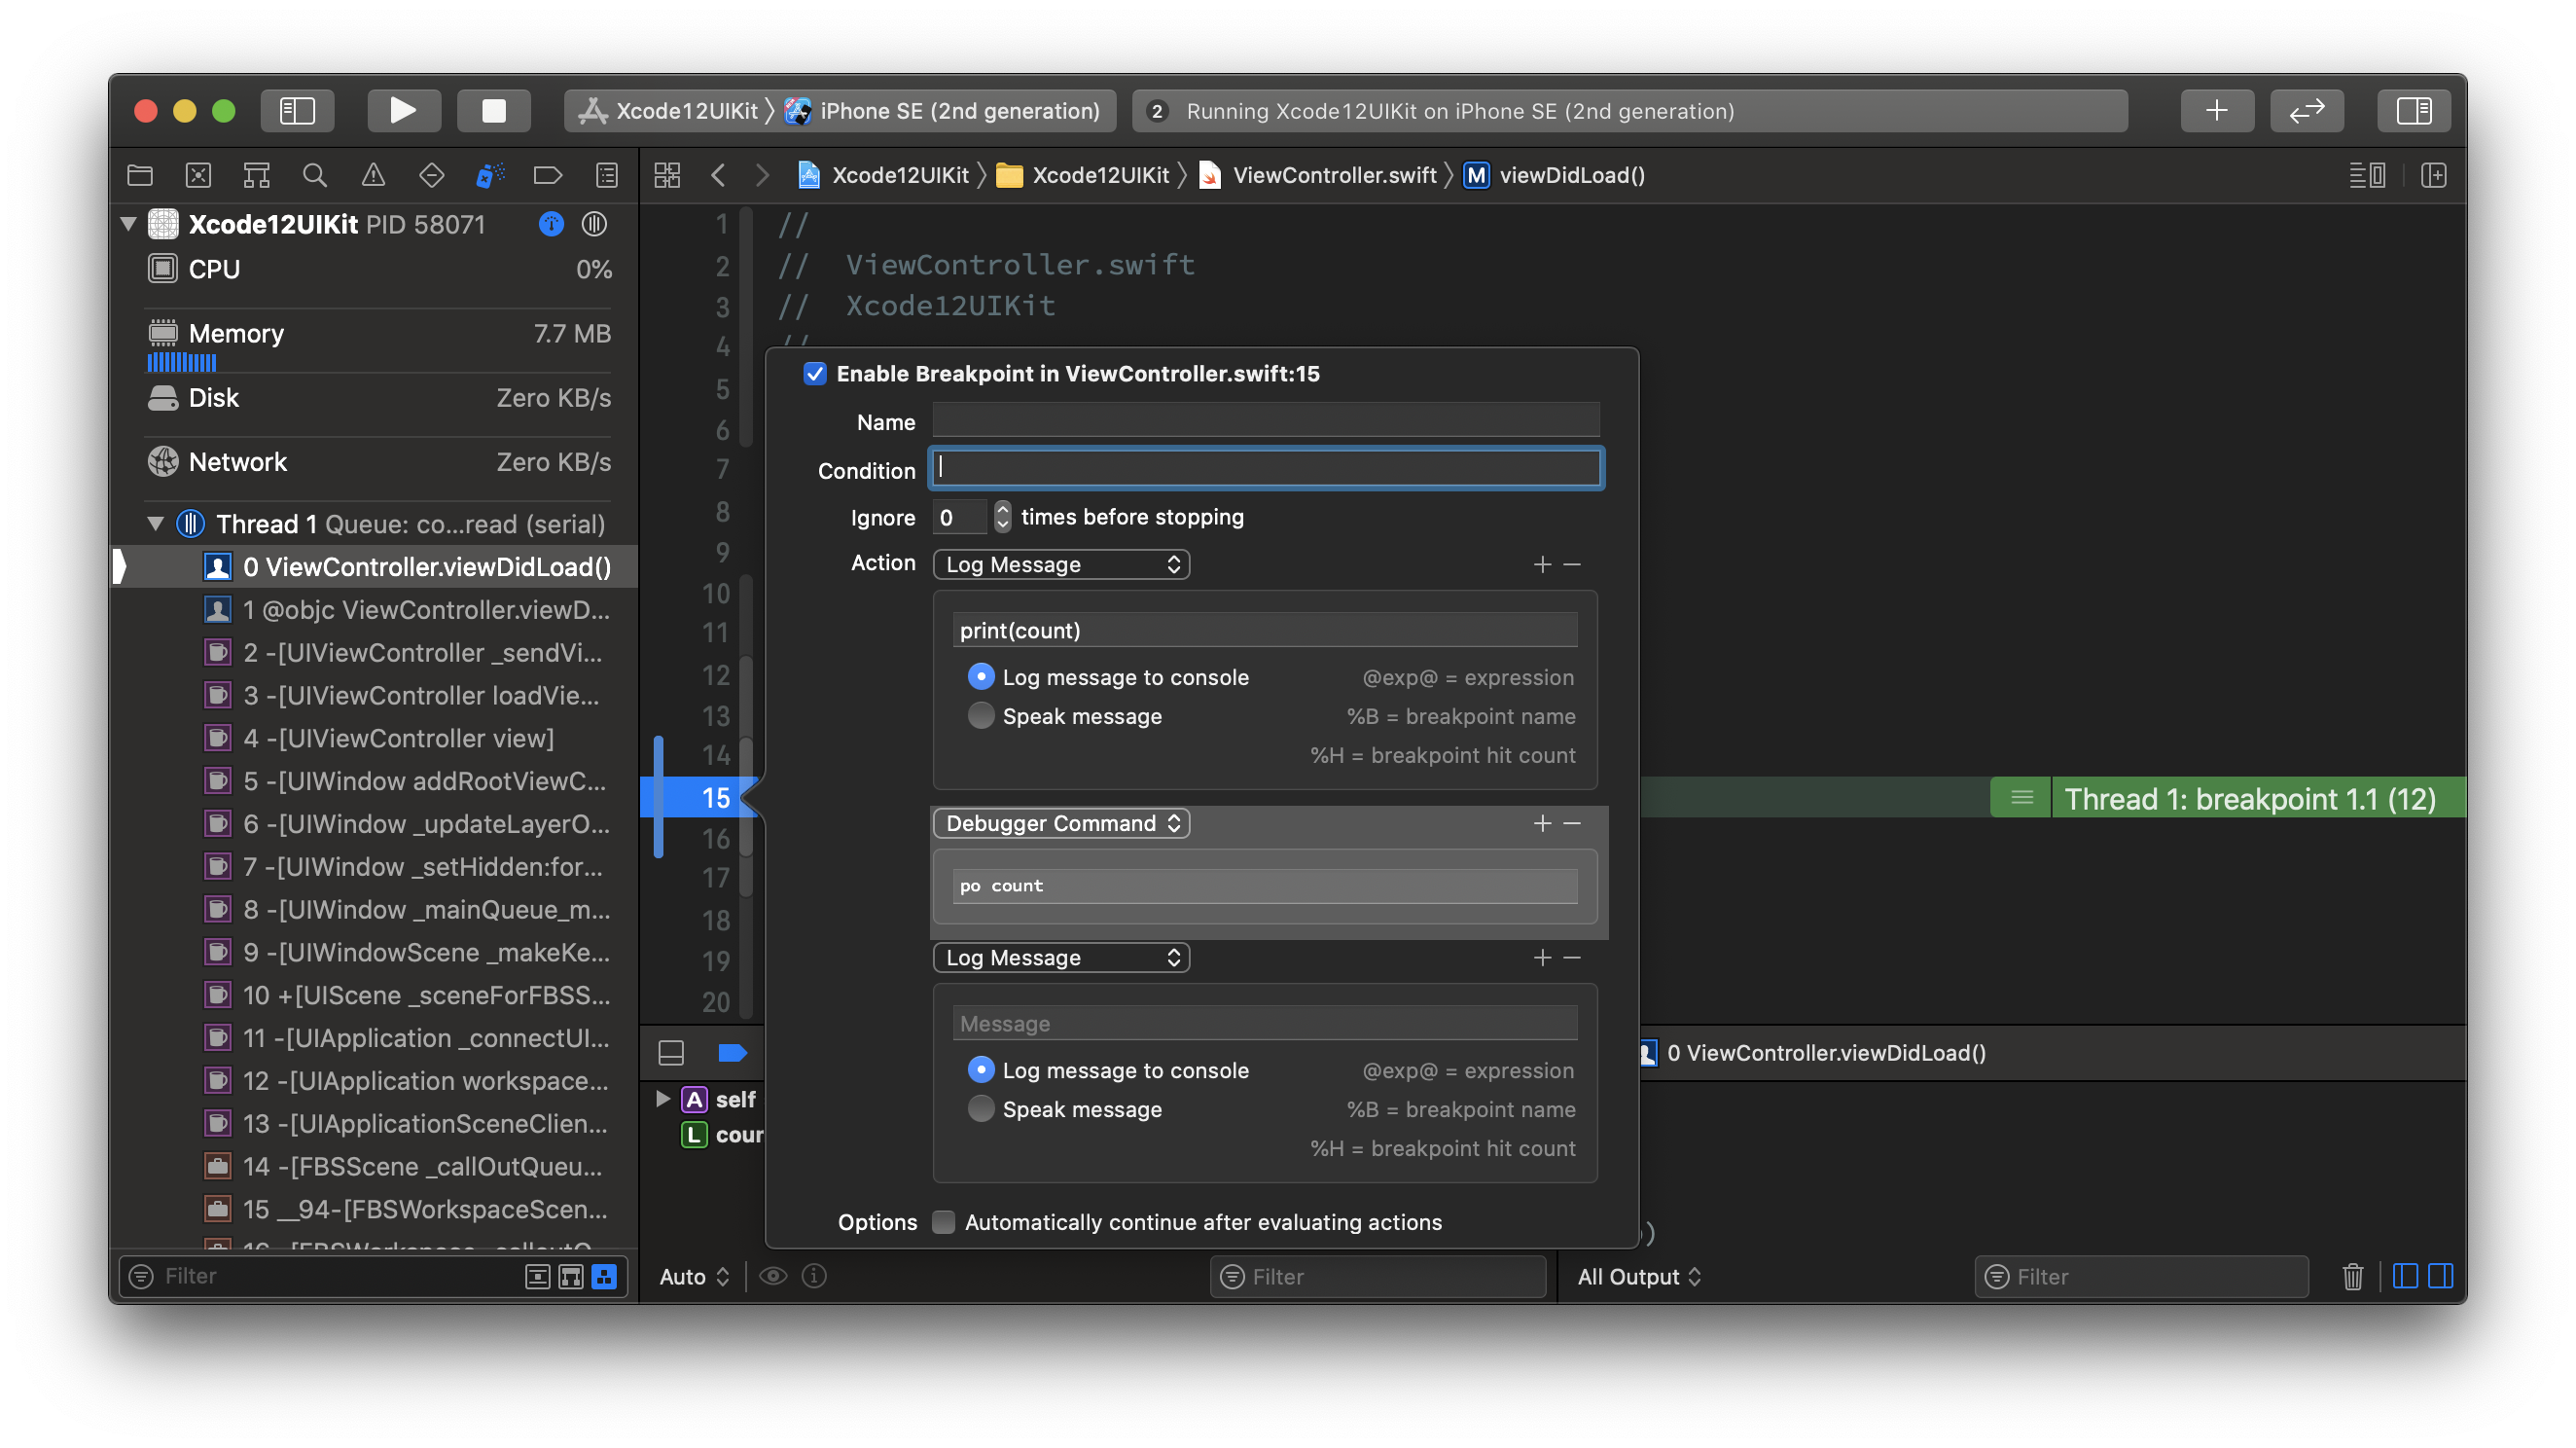 Xcode12UIKit 〉 iPhone SE (2nd generation)
2 Running Xcode12UIKit on iPhone SE (2nd generation)
Xcode12UIKit 〉 Xcode12UIKit 〉 ViewController.swift 〉 M viewDidLoad()
Xcode12UIKit PID 58071
CPU 0%
Memory 7.7 MB
Disk Zero KB/s
Network Zero KB/s
Thread 1 Queue: co...read (serial)
0 ViewController.viewDidLoad()
1 @objc ViewController.viewD...
2 -[UIViewController _sendVi...
3 -[UIViewController loadVie...
4 -[UIViewController view]
5 -[UIWindow addRootViewC...
6 -[UIWindow _updateLayerO...
7 -[UIWindow _setHidden:for...
8 -[UIWindow _mainQueue_m...
9 -[UIWindowScene _makeKe...
10 +[UIScene _sceneForFBSS...
11 -[UIApplication _connectUI...
12 -[UIApplication workspace...
13 -[UIApplicationSceneClien...
14 -[FBSScene _callOutQueu...
15 __94-[FBSWorkspaceScen...
Filter
1 //
2 // ViewController.swift
3 // Xcode12UIKit
4 //
5
6
7
8
9
10
11
12
13
14
15
16
17
18
19
20
Enable Breakpoint in ViewController.swift:15
Name
Condition
Ignore 0 times before stopping
Action Log Message
print(count)
Log message to console @exp@ = expression
Speak message %B = breakpoint name
%H = breakpoint hit count
Debugger Command
po count
Log Message
Message
Log message to console @exp@ = expression
Speak message %B = breakpoint name
%H = breakpoint hit count
Options Automatically continue after evaluating actions
Thread 1: breakpoint 1.1 (12)
0 ViewController.viewDidLoad()
A self
L cour
)
Auto
Filter
All Output
Filter